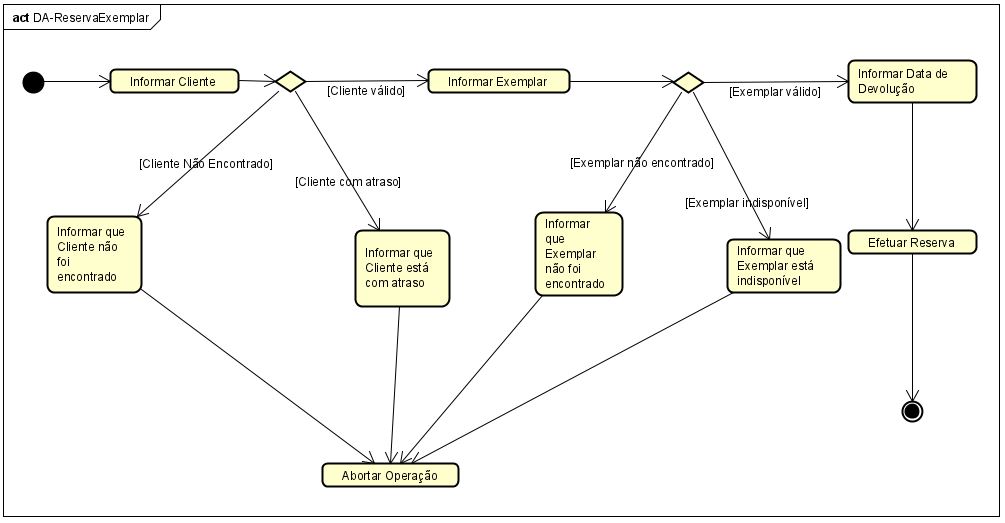 act DA-ReservaExemplar
Informar Cliente
[Cliente válido]
Informar Exemplar
[Exemplar válido]
Informar Data de
Devolução
[Cliente Não Encontrado]
[Cliente com atraso]
[Exemplar não encontrado]
[Exemplar indisponível]
Informar que
Cliente não
foi
encontrado
Informar que
Cliente está
com atraso
Informar
que
Exemplar
não foi
encontrado
Informar que
Exemplar está
indisponível
Efetuar Reserva
Abortar Operação